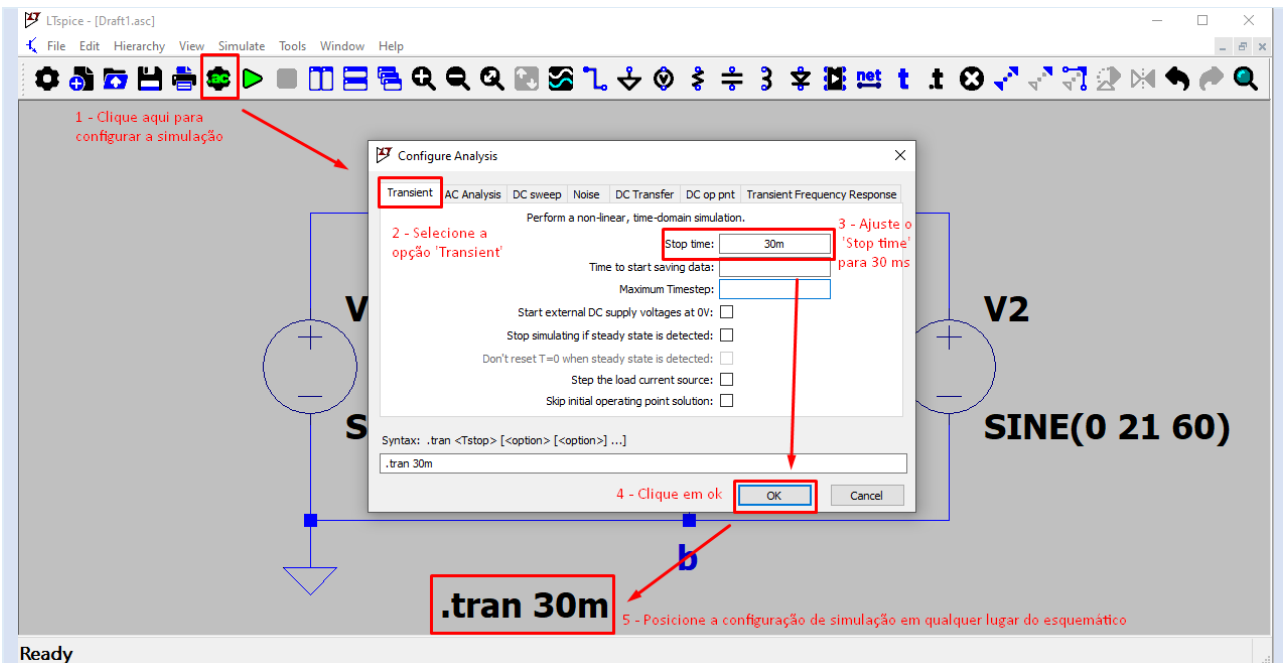 LTspice - [Draft1.asc]
File Edit Hierarchy View Simulate Tools Window Help
.ac
net t .t
1 - Clique aqui para
configurar a simulação
Configure Analysis
Transient AC Analysis DC sweep Noise DC Transfer DC op pnt Transient Frequency Response
Perform a non-linear, time-domain simulation.
2 - Selecione a
opção 'Transient'
Stop time: 30m
3 - Ajuste o
'Stop time'
para 30 ms
Time to start saving data:
Maximum Timestep:
Start external DC supply voltages at 0V:
Stop simulating if steady state is detected:
Don't reset T=0 when steady state is detected:
Step the load current source:
Skip initial operating point solution:
V
S
V2
SINE(0 21 60)
Syntax: .tran <Tstop> [<option> [<option>] ...]
.tran 30m
4 - Clique em ok
OK Cancel
b
.tran 30m
5 - Posicione a configuração de simulação em qualquer lugar do esquemático
Ready